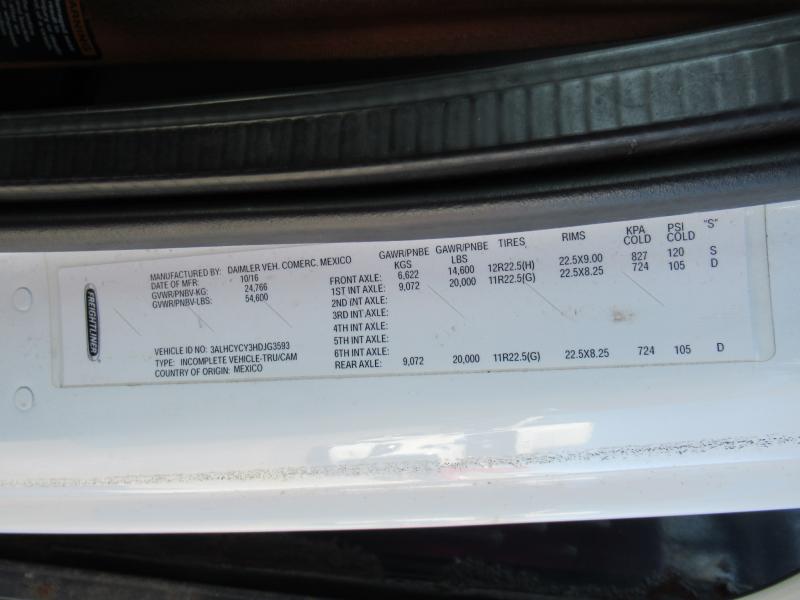 WARNING
FREIGHTLINER
MANUFACTURED BY: DAIMLER VEH. COMERC. MEXICO
DATE OF MFR: 10/16
GVWR/PNBV-KG: 24,766
GVWR/PNBV-LBS: 54,600
VEHICLE ID NO: 3ALHCYCY3HDJG3593
TYPE: INCOMPLETE VEHICLE-TRU/CAM
COUNTRY OF ORIGIN: MEXICO
GAWR/PNBE KGS GAWR/PNBE LBS TIRES RIMS KPA COLD PSI COLD "S"
FRONT AXLE: 6,622 14,600 12R22.5(H) 22.5X9.00 827 120 S
1ST INT AXLE: 9,072 20,000 11R22.5(G) 22.5X8.25 724 105 D
2ND INT AXLE:
3RD INT AXLE:
4TH INT AXLE:
5TH INT AXLE:
6TH INT AXLE:
REAR AXLE: 9,072 20,000 11R22.5(G) 22.5X8.25 724 105 D